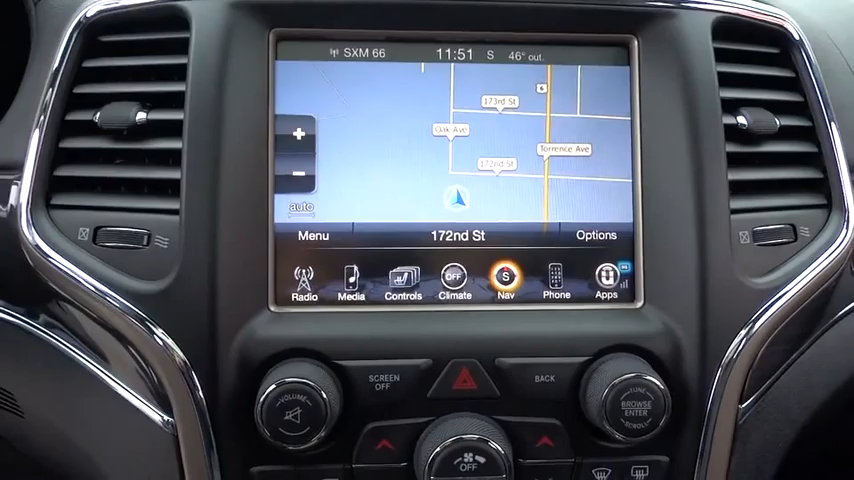 SXM 66 11:51 S 46° out.
6
173rd St
Oak Ave
Torrence Ave
172nd St
+
−
auto
Menu 172nd St Options
OFF S
Radio Media Controls Climate Nav Phone Apps
VOLUME SCREEN OFF BACK TUNE
BROWSE
ENTER
SCROLL
OFF